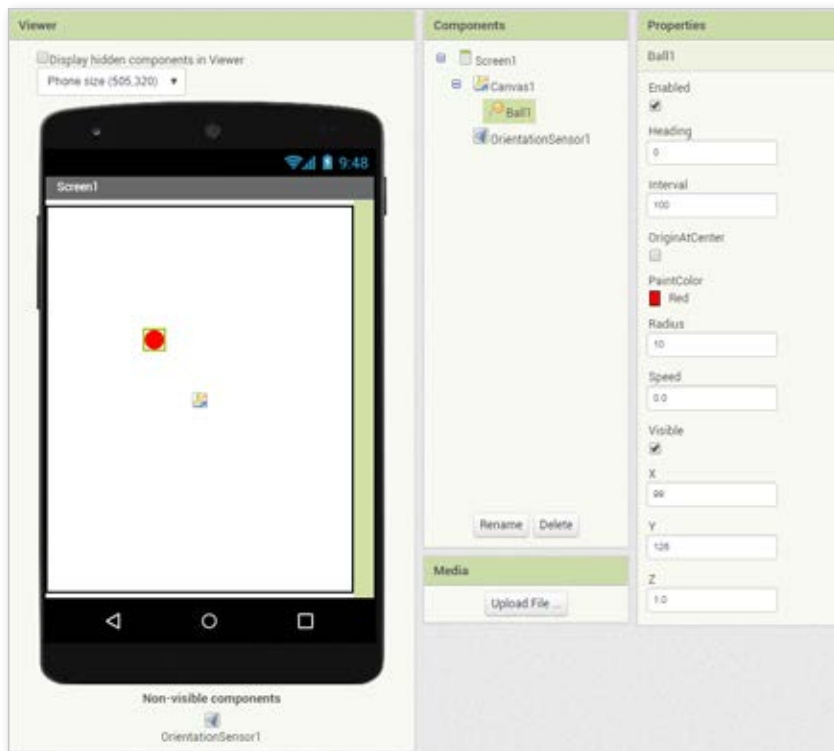 Viewer
Display hidden components in Viewer
Phone size (505,320)
9:48
Screen1
Non-visible components
OrientationSensor1
Components
Screen1
Canvas1
Ball1
OrientationSensor1
Rename Delete
Media
Upload File ...
Properties
Ball1
Enabled
Heading
0
Interval
100
OriginAtCenter
PaintColor
Red
Radius
10
Speed
0.0
Visible
X
99
Y
126
Z
1.0